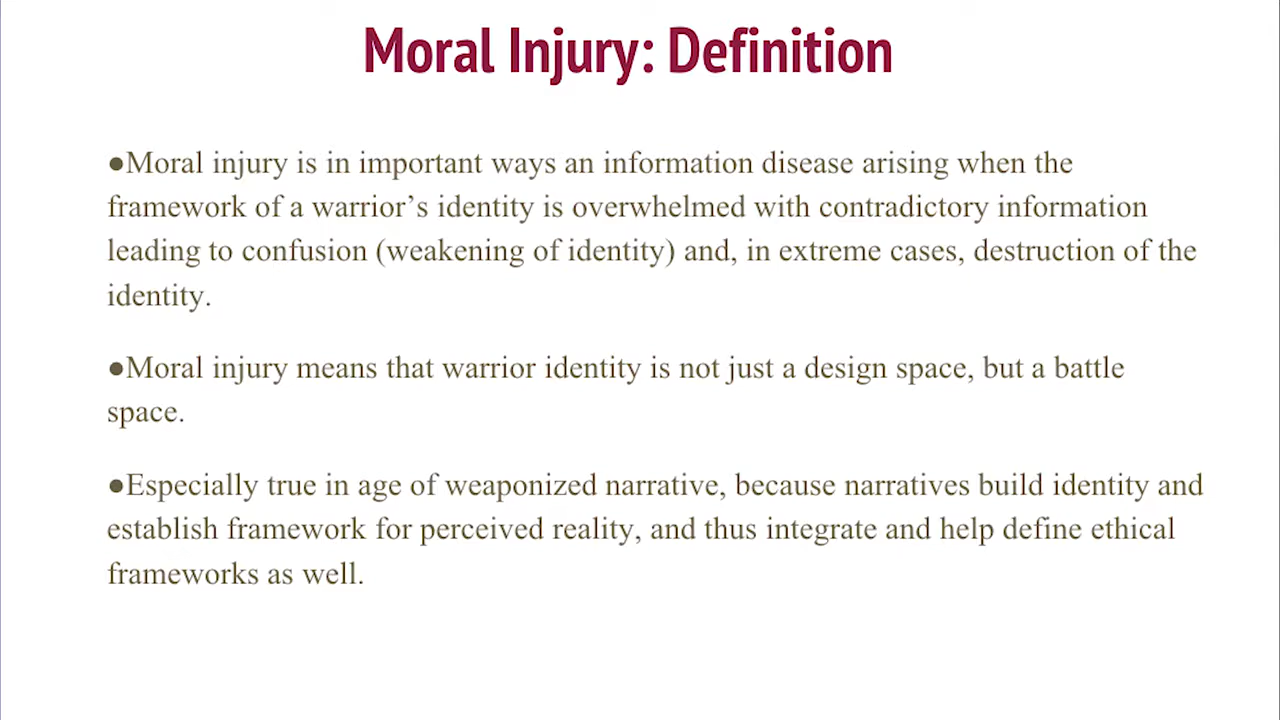 Moral Injury: Definition
●Moral injury is in important ways an information disease arising when the
framework of a warrior’s identity is overwhelmed with contradictory information
leading to confusion (weakening of identity) and, in extreme cases, destruction of the
identity.
●Moral injury means that warrior identity is not just a design space, but a battle
space.
●Especially true in age of weaponized narrative, because narratives build identity and
establish framework for perceived reality, and thus integrate and help define ethical
frameworks as well.